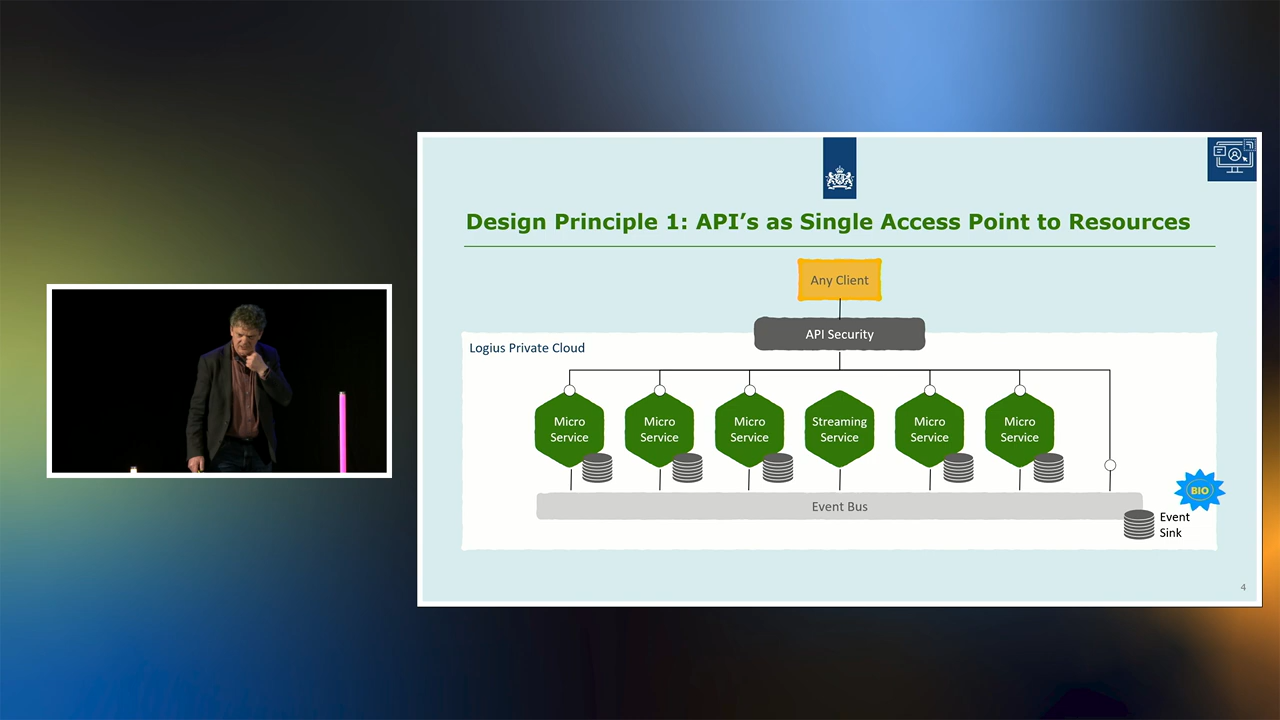 Design Principle 1: API's as Single Access Point to Resources
Any Client
API Security
Logius Private Cloud
Micro
Service
Micro
Service
Micro
Service
Streaming
Service
Micro
Service
Micro
Service
Event Bus
BIO
Event
Sink
4